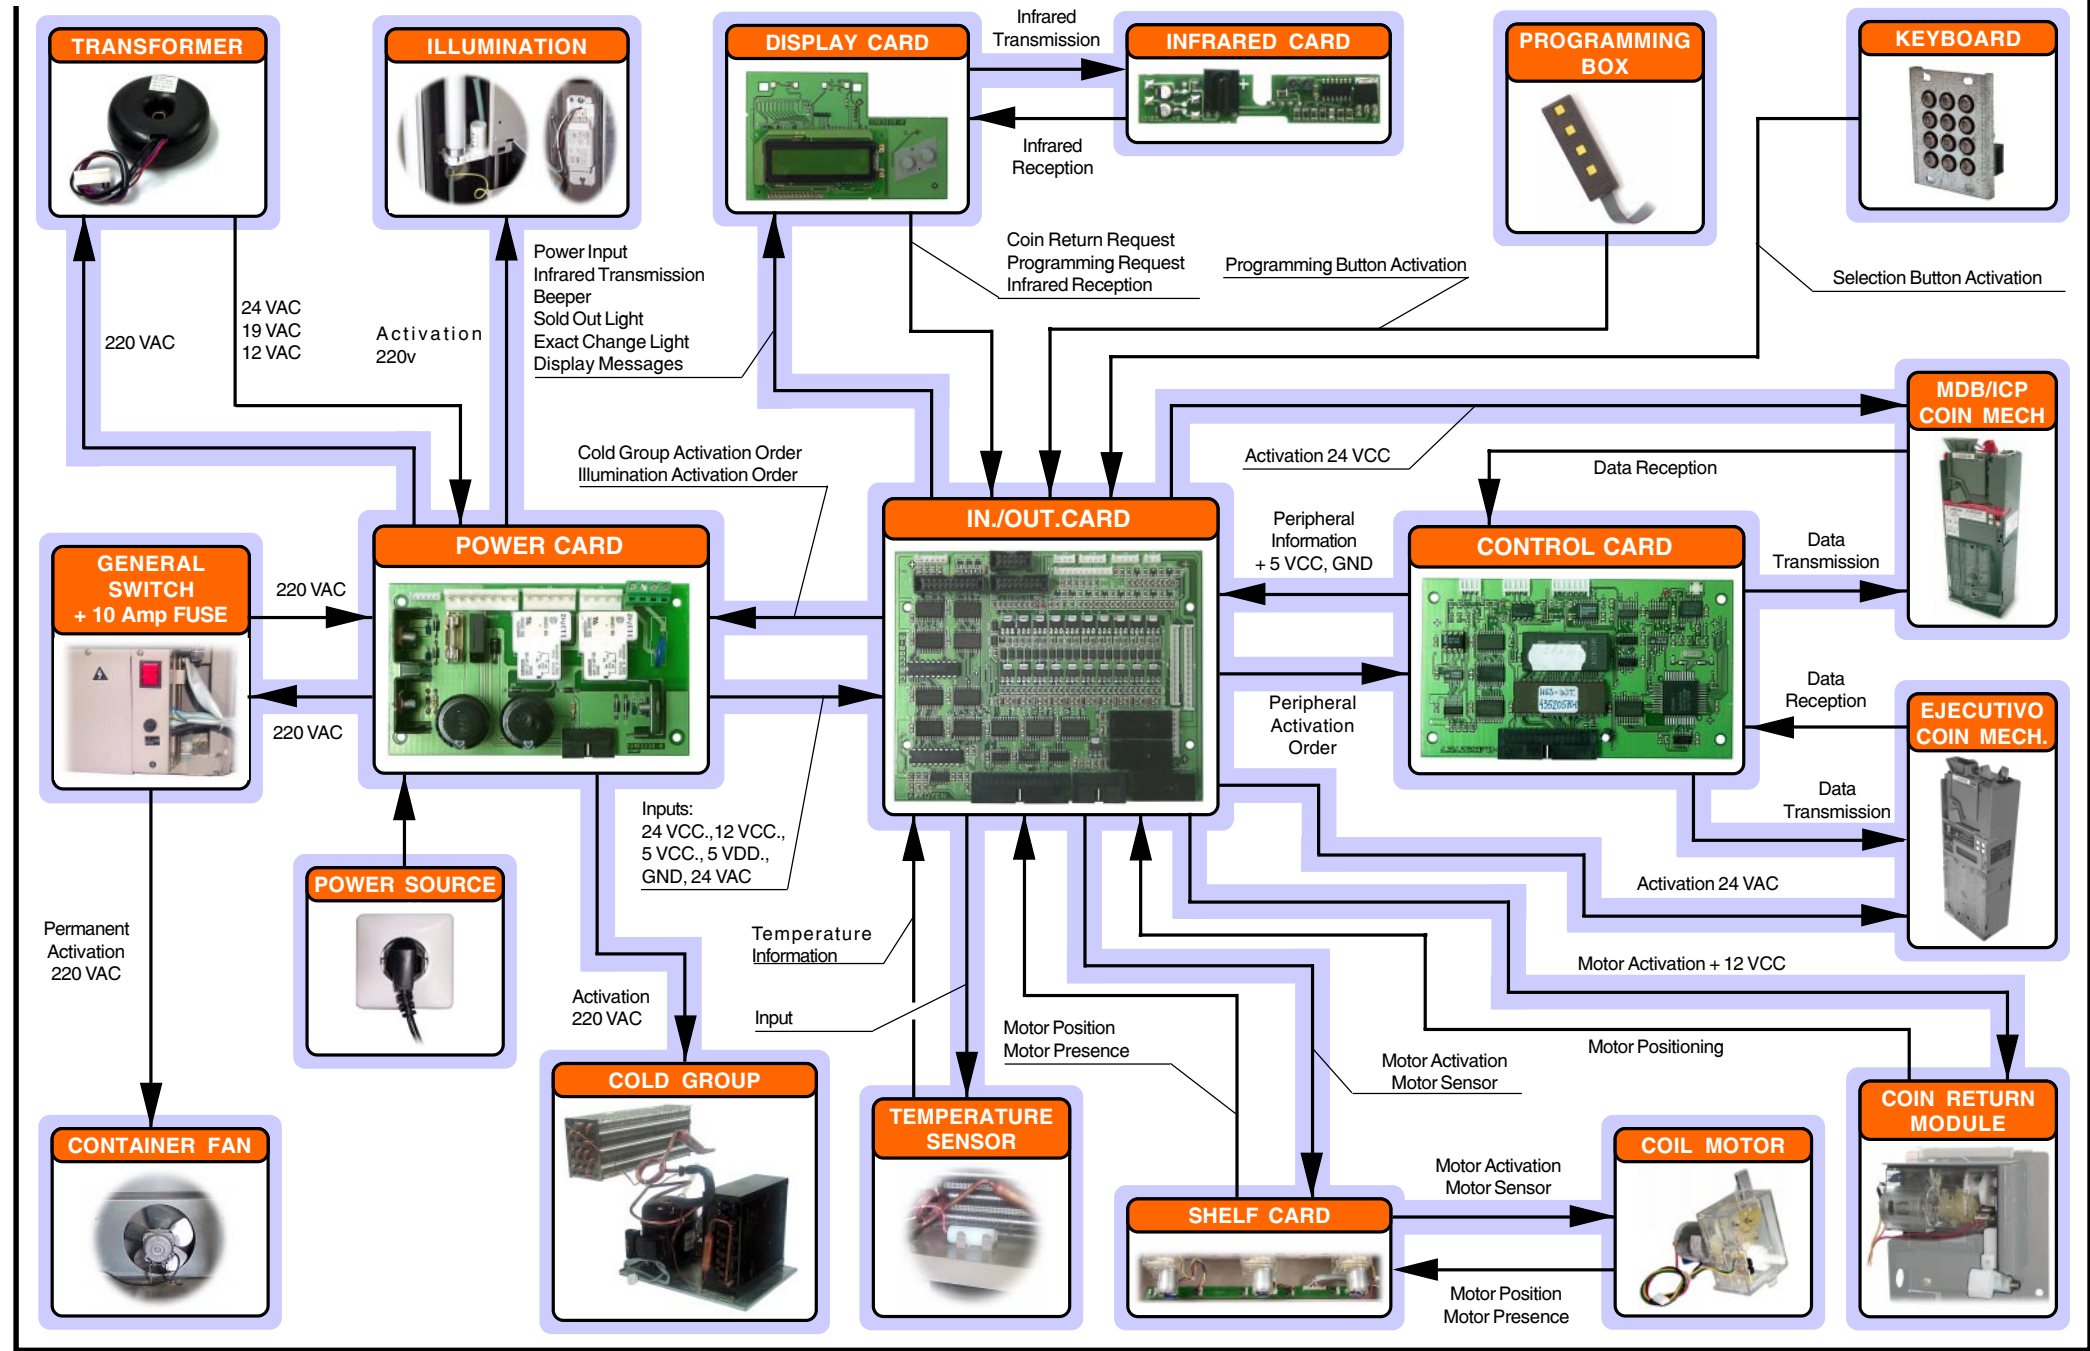 TRANSFORMER
ILLUMINATION
DISPLAY CARD
Infrared
Transmission
INFRARED CARD
Infrared
Reception
PROGRAMMING
BOX
KEYBOARD
220 VAC
24 VAC
19 VAC
12 VAC
Activation
220v
Power Input
Infrared Transmission
Beeper
Sold Out Light
Exact Change Light
Display Messages
Coin Return Request
Programming Request
Infrared Reception
Programming Button Activation
Selection Button Activation
Cold Group Activation Order
Illumination Activation Order
Activation 24 VCC
Data Reception
MDB/ICP
COIN MECH
GENERAL
SWITCH
+ 10 Amp FUSE
220 VAC
220 VAC
POWER CARD
IN./OUT.CARD
Peripheral
Information
+ 5 VCC, GND
CONTROL CARD
Data
Transmission
Peripheral
Activation
Order
Data
Reception
EJECUTIVO
COIN MECH.
Data
Transmission
Inputs:
24 VCC.,12 VCC.,
5 VCC., 5 VDD.,
GND, 24 VAC
POWER SOURCE
Activation 24 VAC
Permanent
Activation
220 VAC
Temperature
Information
Motor Activation + 12 VCC
Activation
220 VAC
Input
Motor Position
Motor Presence
Motor Activation
Motor Sensor
Motor Positioning
COLD GROUP
TEMPERATURE
SENSOR
COIN RETURN
MODULE
CONTAINER FAN
COIL MOTOR
Motor Activation
Motor Sensor
SHELF CARD
Motor Position
Motor Presence